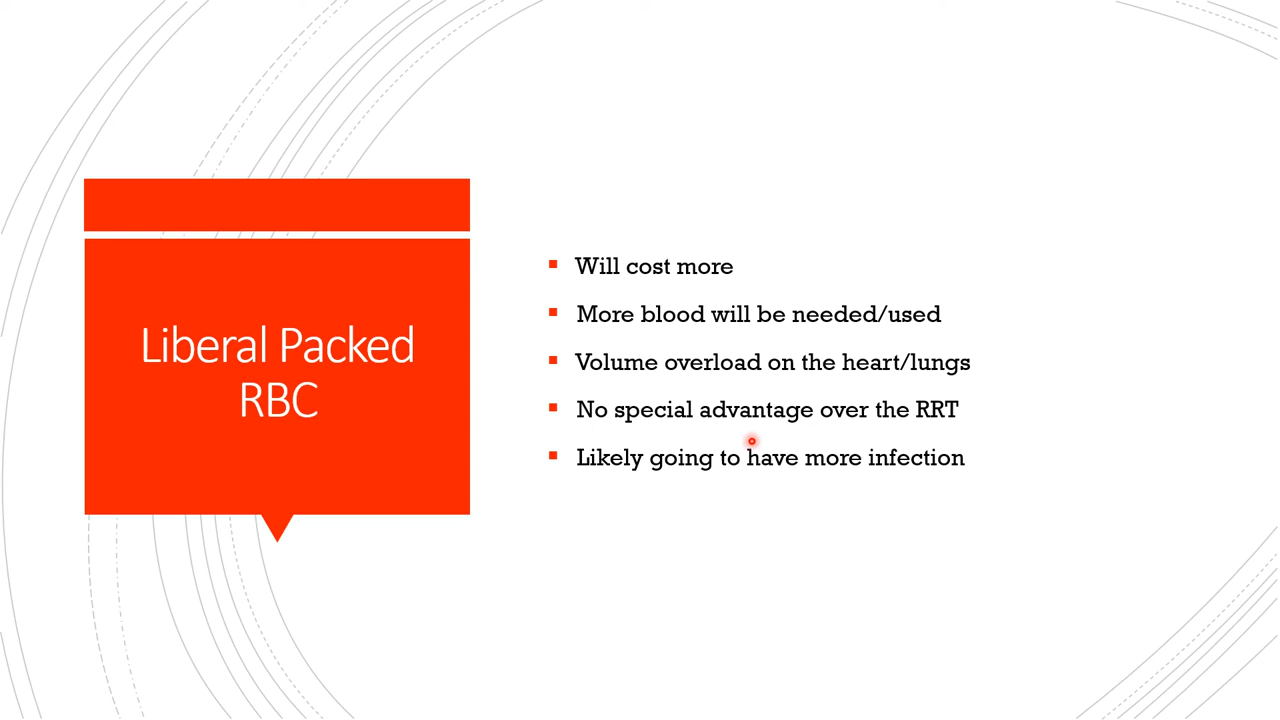 Liberal Packed
RBC
Will cost more
More blood will be needed/used
Volume overload on the heart/lungs
No special advantage over the RRT
Likely going to have more infection